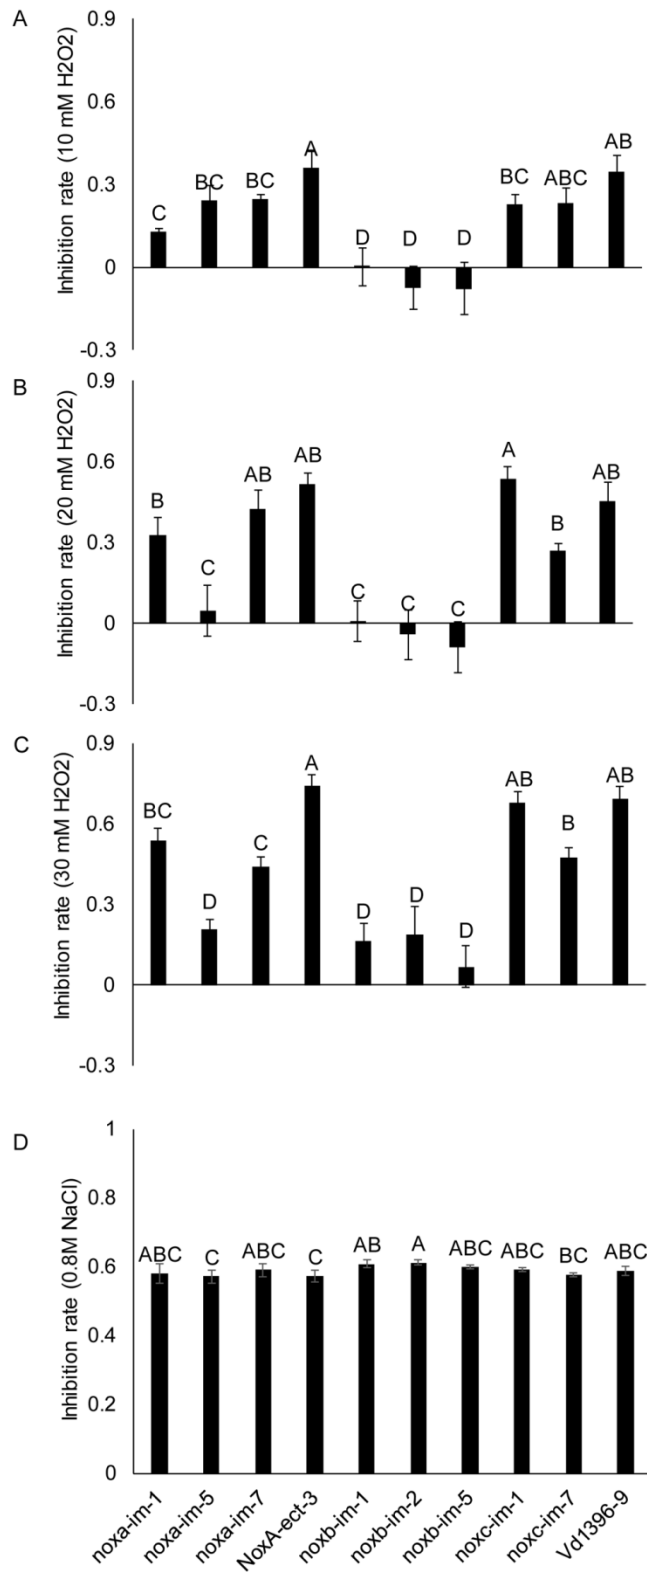 A
Inhibition rate (10 mM H2O2)
0.9
0.6
0.3
0
-0.3
C
BC
BC
A
D
D
D
BC
ABC
AB
B
Inhibition rate (20 mM H2O2)
0.9
0.6
0.3
0
-0.3
B
C
AB
AB
C
C
C
A
B
AB
C
Inhibition rate (30 mM H2O2)
0.9
0.6
0.3
0
-0.3
BC
D
C
A
D
D
D
AB
B
AB
D
Inhibition rate (0.8M NaCl)
1
0.8
0.6
0.4
0.2
0
ABC
C
ABC
C
AB
A
ABC
ABC
BC
ABC
noxa-im-1
noxa-im-5
noxa-im-7
NoxA-ect-3
noxb-im-1
noxb-im-2
noxb-im-5
noxc-im-1
noxc-im-7
Vd1396-9